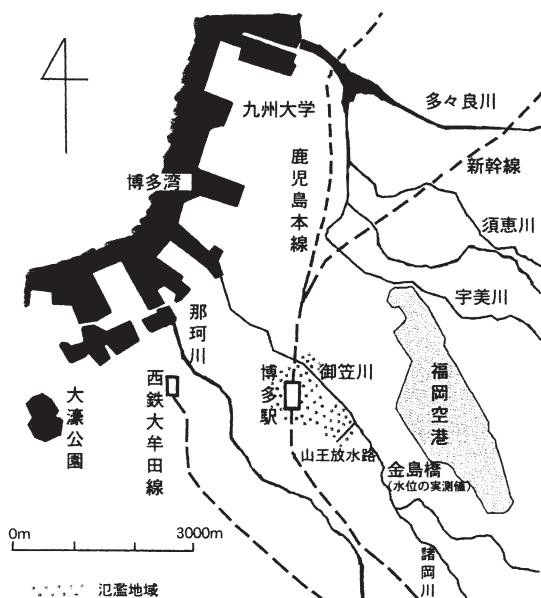 九州大学
多々良川
新幹線
鹿児島本線
博多湾
須恵川
宇美川
那珂川
御笠川
博多駅
福岡空港
西鉄大牟田線
大濠公園
山王放水路
金島橋
(水位の実測値)
諸岡川
0m 3000m
氾濫地域